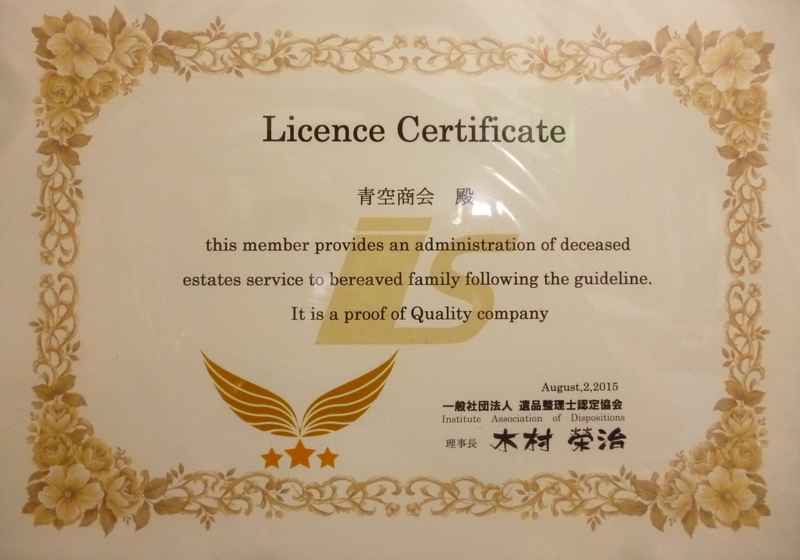 Licence Certificate
青空商会　殿
this member provides an administration of deceased
estates service to bereaved family following the guideline.
It is a proof of Quality company
is
August,2,2015
一般社団法人 遺品整理士認定協会
Institute Association of Dispositions
理事長 木村 榮治